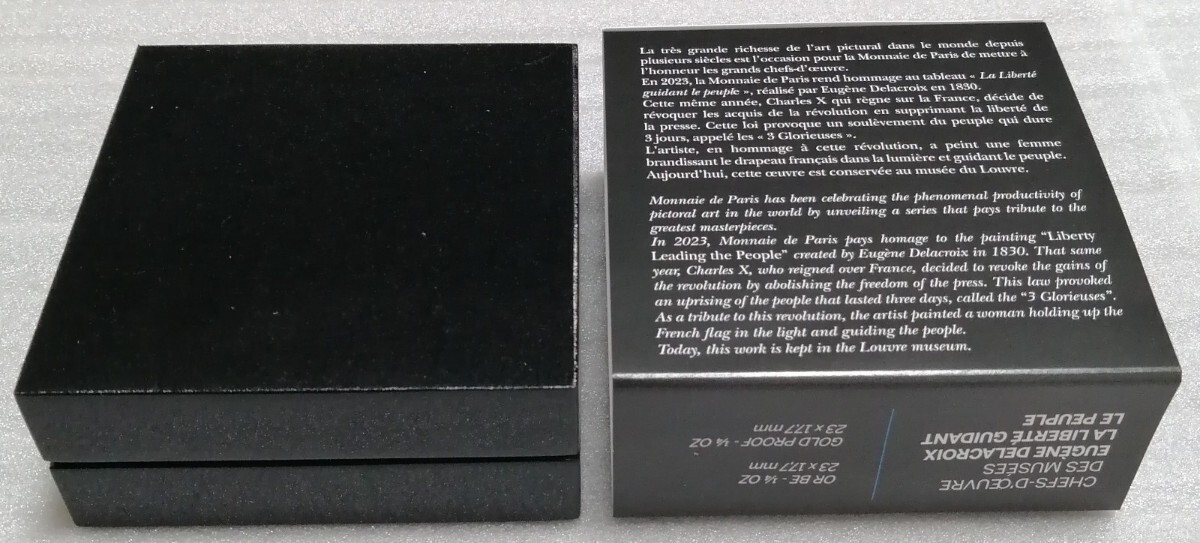 La très grande richesse de l'art pictural dans le monde depuis
plusieurs siècles est l'occasion pour la Monnaie de Paris de mettre à
l'honneur les grands chefs-d'œuvre.
En 2023, la Monnaie de Paris rend hommage au tableau « La Liberté
guidant le peuple », réalisé par Eugène Delacroix en 1830.
Cette même année, Charles X qui règne sur la France, décide de
révoquer les acquis de la révolution en supprimant la liberté de
la presse. Cette loi provoque un soulèvement du peuple qui dure
3 jours, appelé les « 3 Glorieuses ».
L'artiste, en hommage à cette révolution, a peint une femme
brandissant le drapeau français dans la lumière et guidant le peuple.
Aujourd'hui, cette œuvre est conservée au musée du Louvre.
Monnaie de Paris has been celebrating the phenomenal productivity of
pictoral art in the world by unveiling a series that pays tribute to the
greatest masterpieces.
In 2023, Monnaie de Paris pays homage to the painting "Liberty
Leading the People" created by Eugène Delacroix in 1830. That same
year, Charles X, who reigned over France, decided to revoke the gains of
the revolution by abolishing the freedom of the press. This law provoked
an uprising of the people that lasted three days, called the "3 Glorieuses".
As a tribute to this revolution, the artist painted a woman holding up the
French flag in the light and guiding the people.
Today, this work is kept in the Louvre museum.
CHEFS-D'ŒUVRE
DES MUSÉES
EUGÈNE DELACROIX
LA LIBERTÉ GUIDANT
LE PEUPLE
OR BE - ¼ OZ
23 x 17.7 mm
GOLD PROOF - ¼ OZ
23 x 17.7 mm